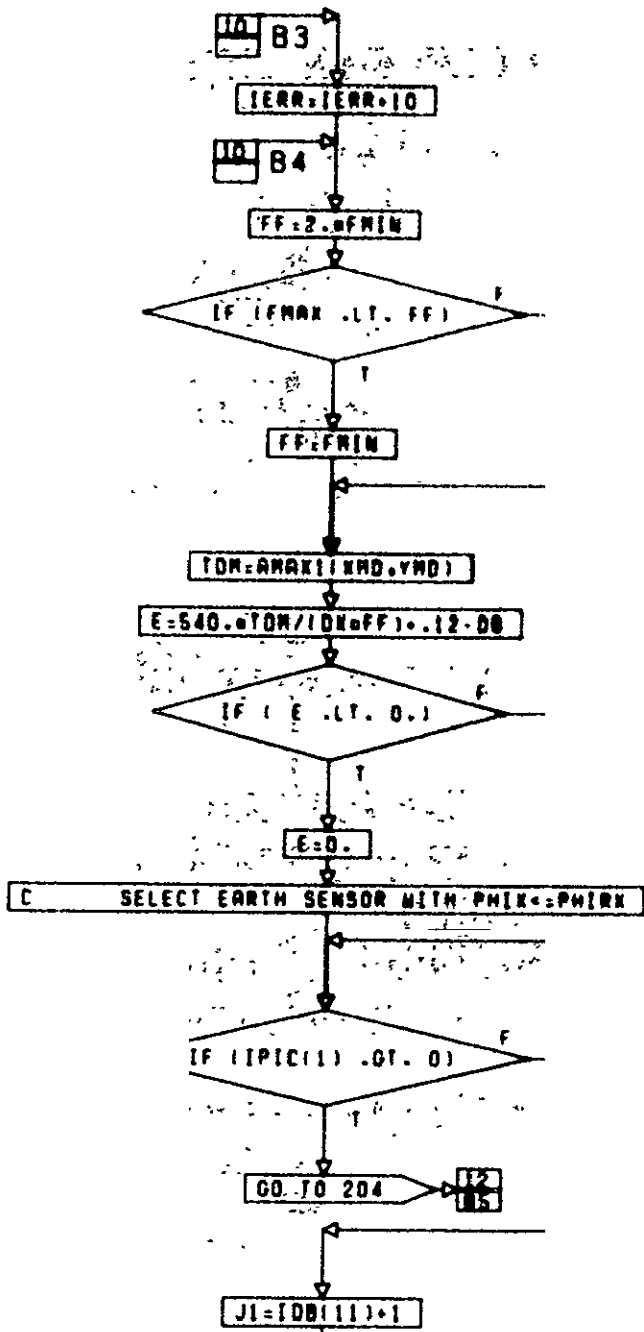 10 B3
IERR=IERR+10
10 B4
FF=2.*FMIN
IF (FMAX .LT. FF)
F
T
FF=FMIN
TDM=AMAX1(XMD,YMD)
E=540.*TDM/(DX*FF)+.12-D8
IF ( E .LT. 0.)
F
T
E=0.
C SELECT EARTH SENSOR WITH PHIX<=PHIRX
IF (IPIC(1) .GT. 0)
F
T
GO TO 204
12
J1=IDB(11)+1